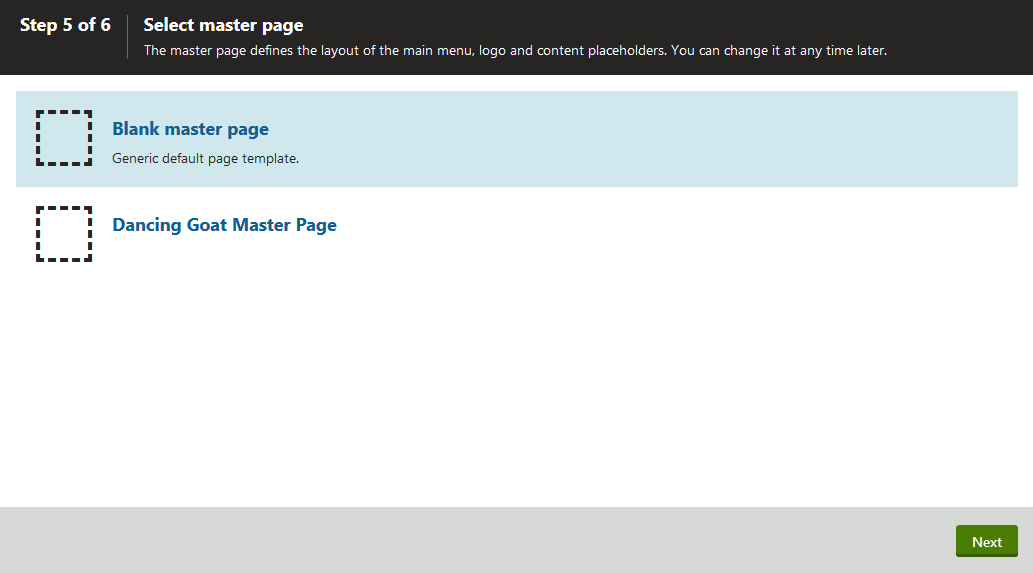 Step 5 of 6
Select master page
The master page defines the layout of the main menu, logo and content placeholders. You can change it at any time later.
Blank master page
Generic default page template.
Dancing Goat Master Page
Next